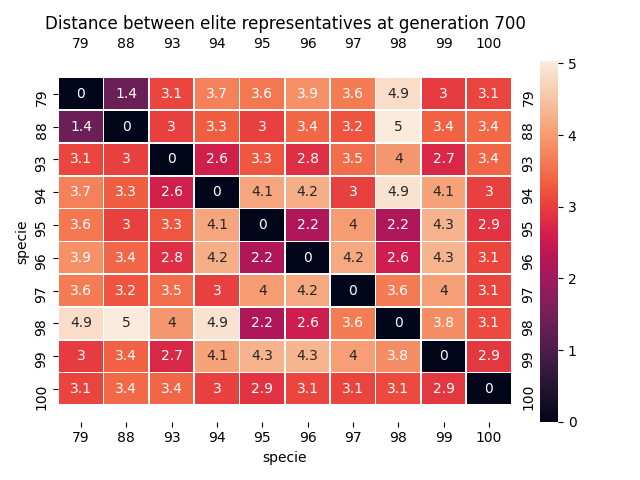 Distance between elite representatives at generation 700
79 88 93 94 95 96 97 98 99 100
79 0 1.4 3.1 3.7 3.6 3.9 3.6 4.9 3 3.1 79
88 1.4 0 3 3.3 3 3.4 3.2 5 3.4 3.4 88
93 3.1 3 0 2.6 3.3 2.8 3.5 4 2.7 3.4 93
94 3.7 3.3 2.6 0 4.1 4.2 3 4.9 4.1 3 94
95 3.6 3 3.3 4.1 0 2.2 4 2.2 4.3 2.9 95
96 3.9 3.4 2.8 4.2 2.2 0 4.2 2.6 4.3 3.1 96
97 3.6 3.2 3.5 3 4 4.2 0 3.6 4 3.1 97
98 4.9 5 4 4.9 2.2 2.6 3.6 0 3.8 3.1 98
99 3 3.4 2.7 4.1 4.3 4.3 4 3.8 0 2.9 99
100 3.1 3.4 3.4 3 2.9 3.1 3.1 3.1 2.9 0 100
79 88 93 94 95 96 97 98 99 100
specie
specie
5
4
3
2
1
0